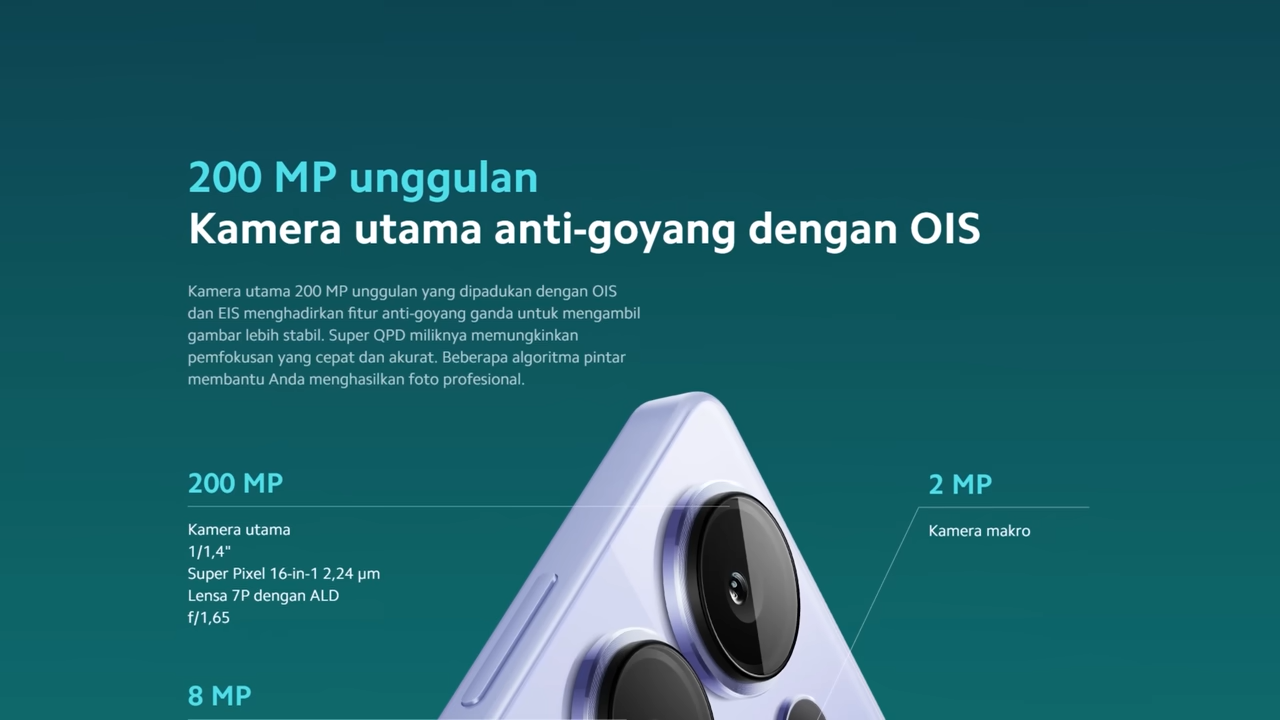 200 MP unggulan
Kamera utama anti-goyang dengan OIS
Kamera utama 200 MP unggulan yang dipadukan dengan OIS
dan EIS menghadirkan fitur anti-goyang ganda untuk mengambil
gambar lebih stabil. Super QPD miliknya memungkinkan
pemfokusan yang cepat dan akurat. Beberapa algoritma pintar
membantu Anda menghasilkan foto profesional.
200 MP
Kamera utama
1/1,4"
Super Pixel 16-in-1 2,24 μm
Lensa 7P dengan ALD
f/1,65
2 MP
Kamera makro
8 MP